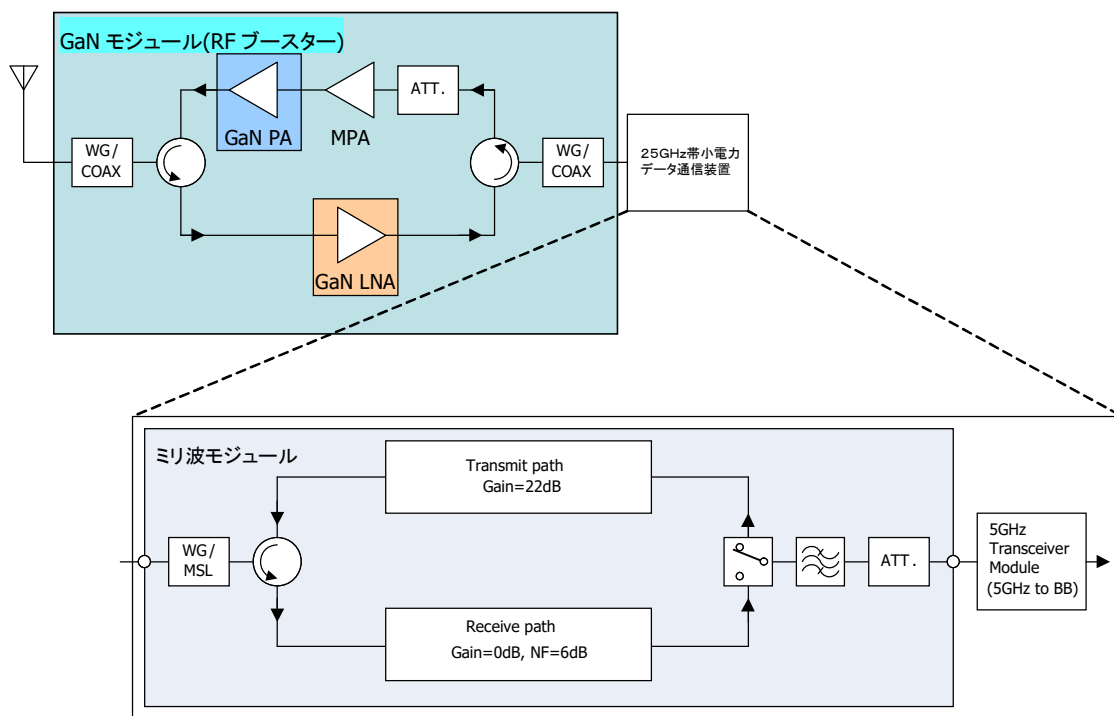 GaN モジュール(RF ブースター)
ATT.
GaN PA
MPA
WG/
COAX
WG/
COAX
25GHz帯小電力
データ通信装置
GaN LNA
ミリ波モジュール
Transmit path
Gain=22dB
WG/
MSL
ATT.
5GHz
Transceiver
Module
(5GHz to BB)
Receive path
Gain=0dB, NF=6dB